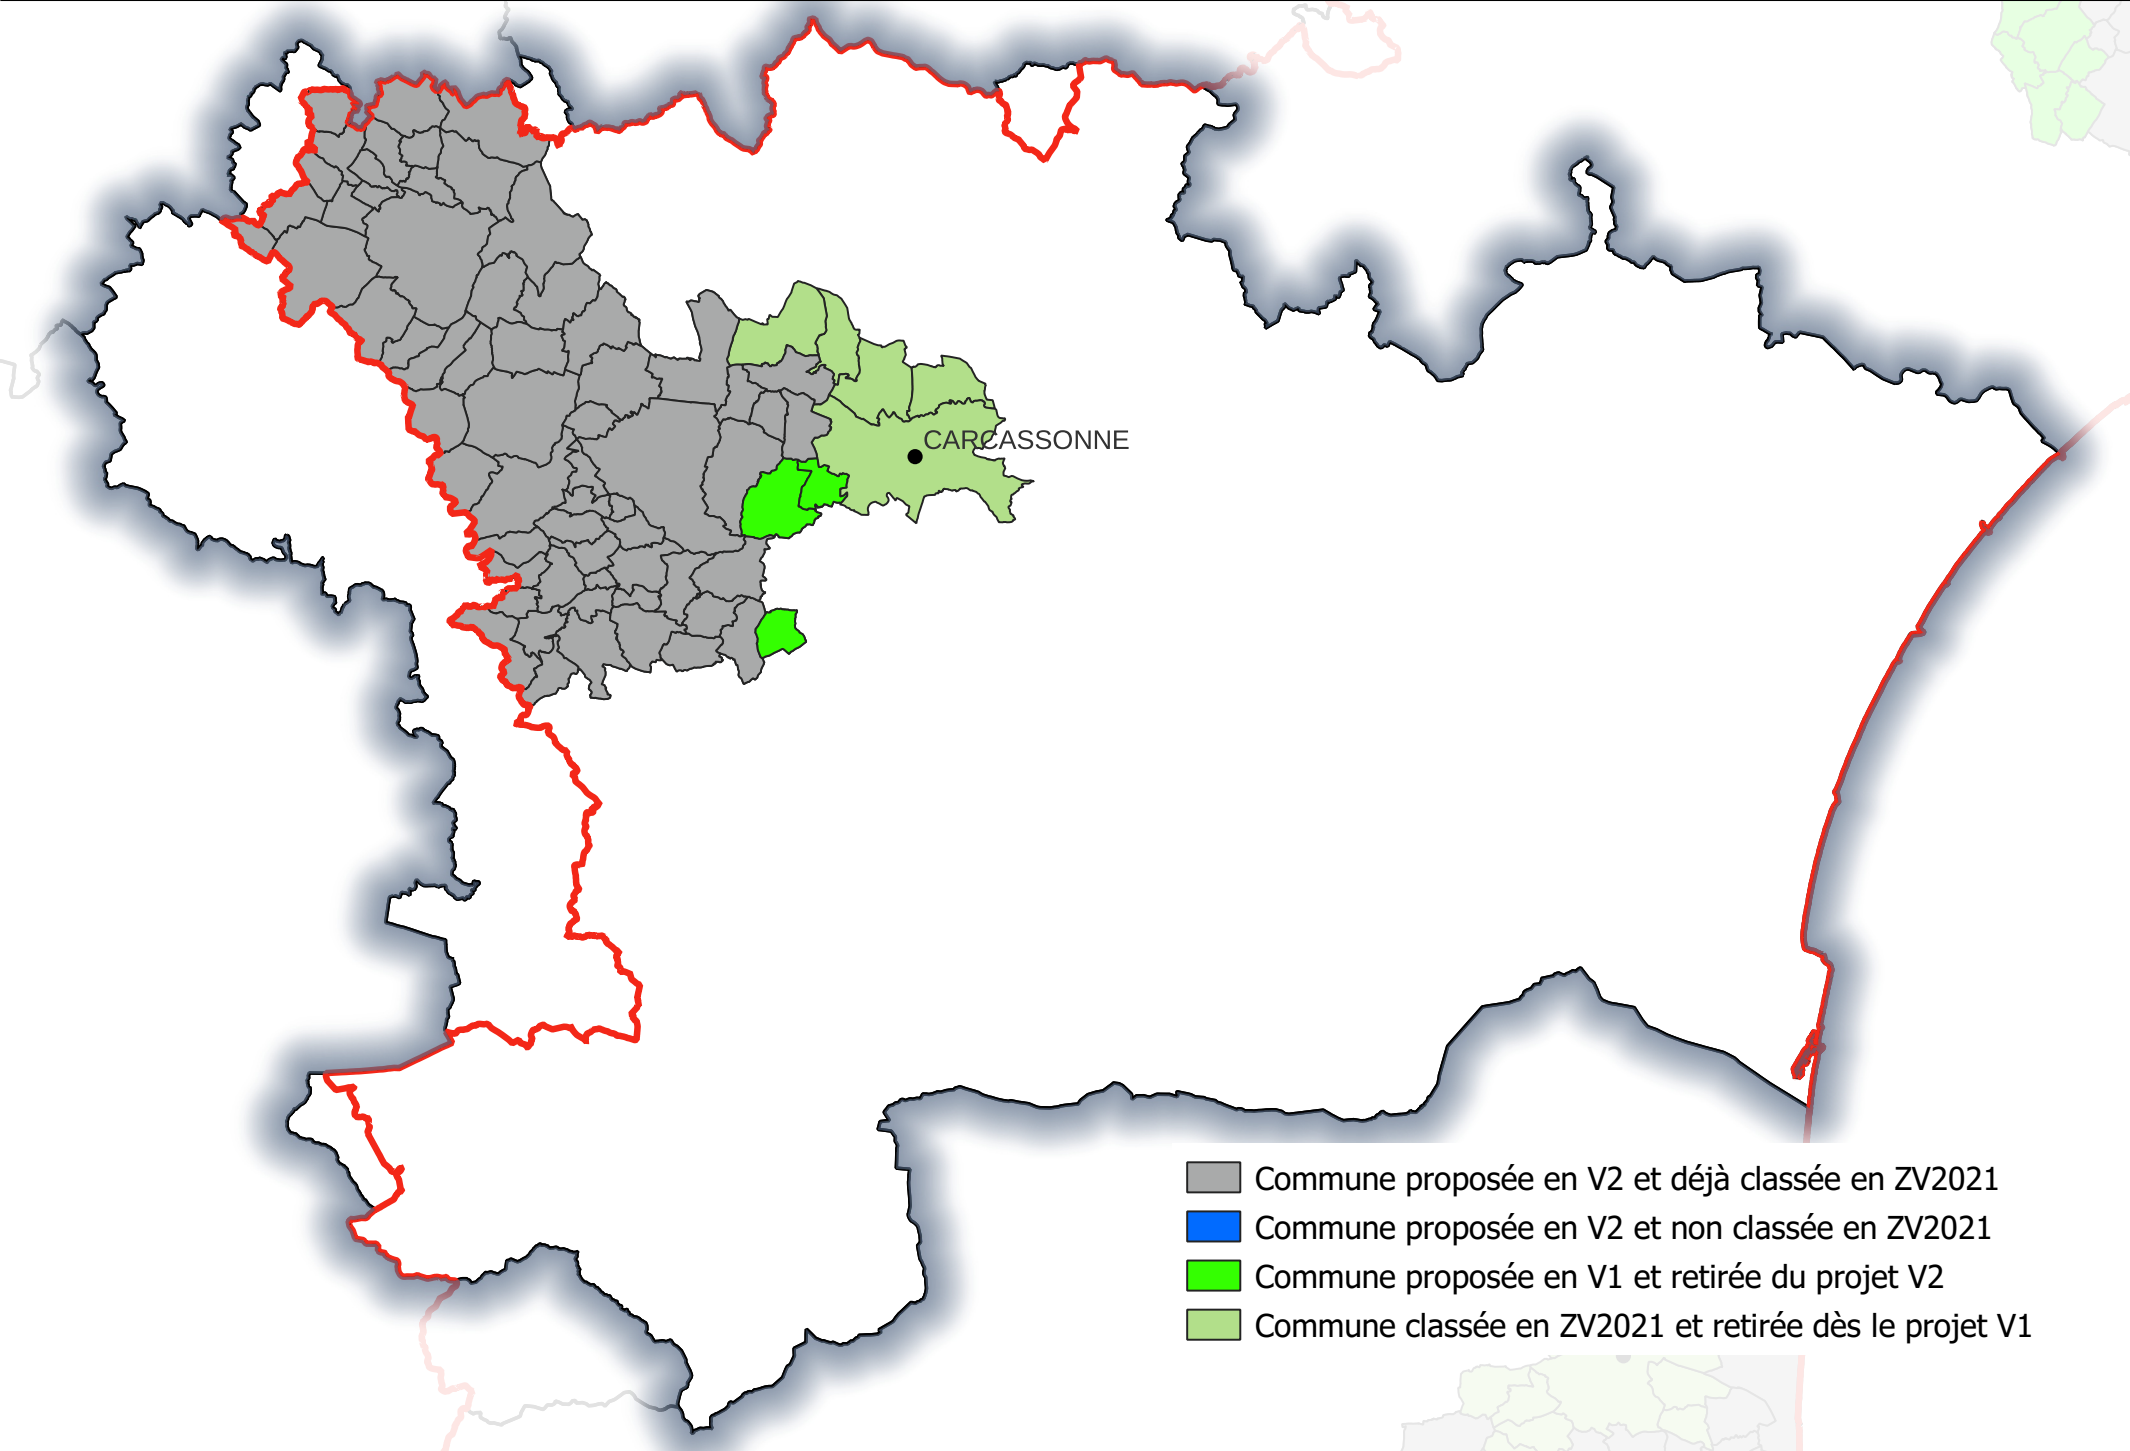 CARCASSONNE
Commune proposée en V2 et déjà classée en ZV2021
Commune proposée en V2 et non classée en ZV2021
Commune proposée en V1 et retirée du projet V2
Commune classée en ZV2021 et retirée dès le projet V1